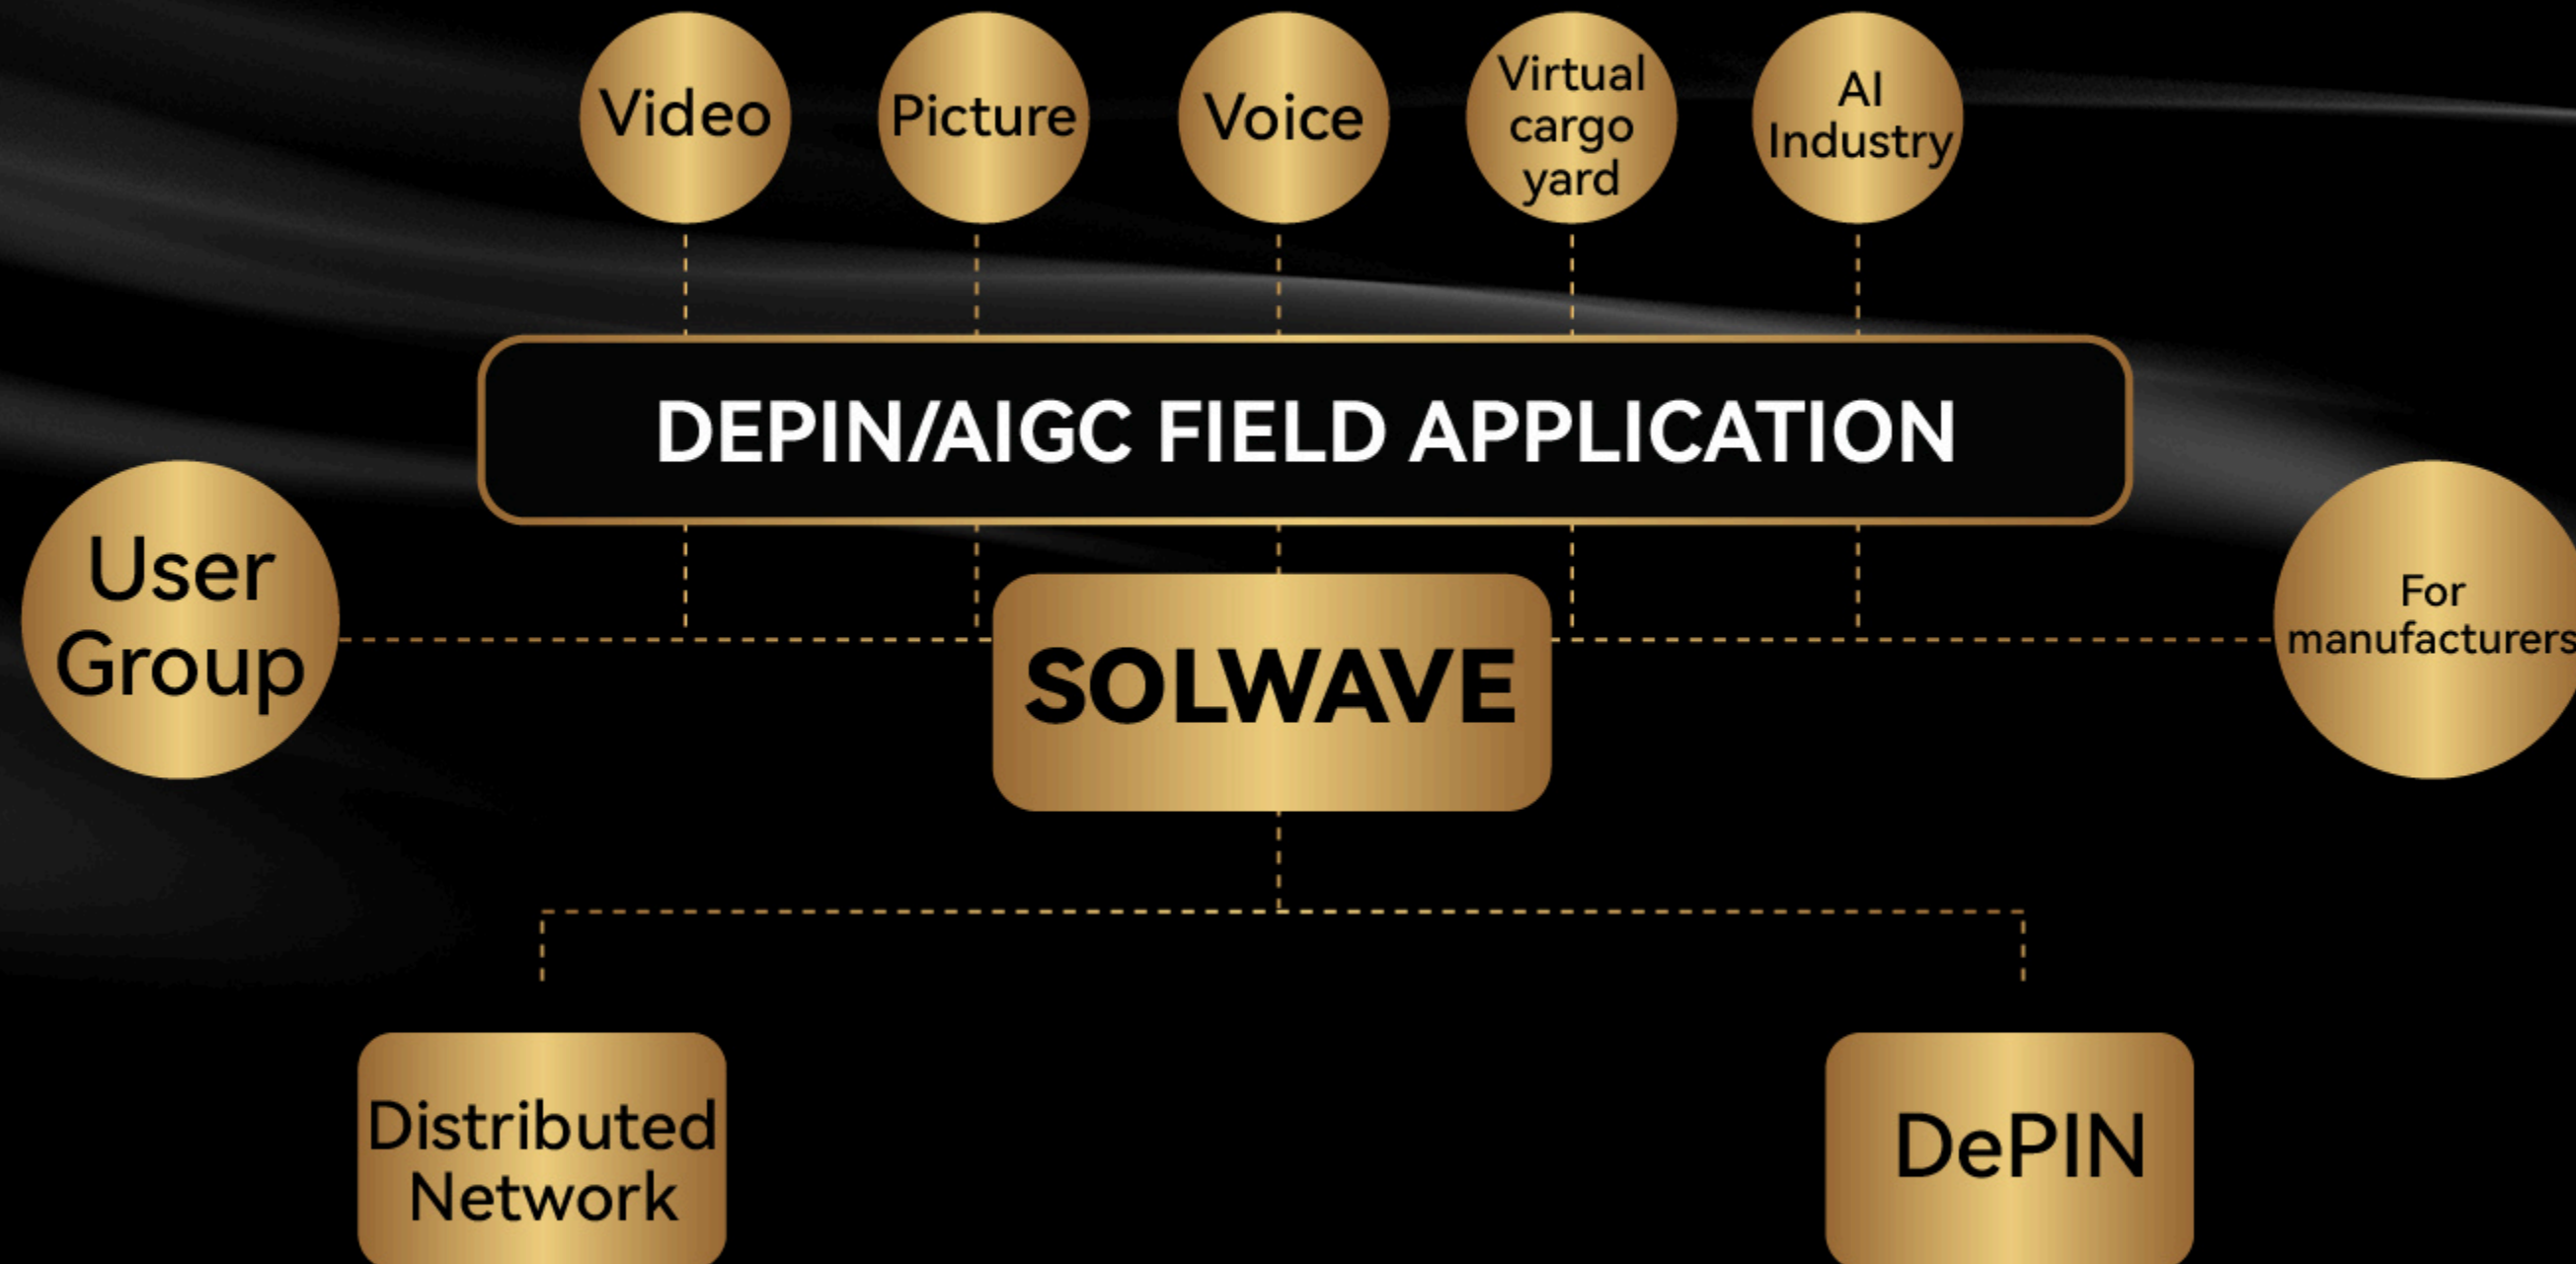 Video
Picture
Voice
Virtual
cargo
yard
AI
Industry
DEPIN/AIGC FIELD APPLICATION
User
Group
SOLWAVE
For
manufacturers
Distributed
Network
DePIN